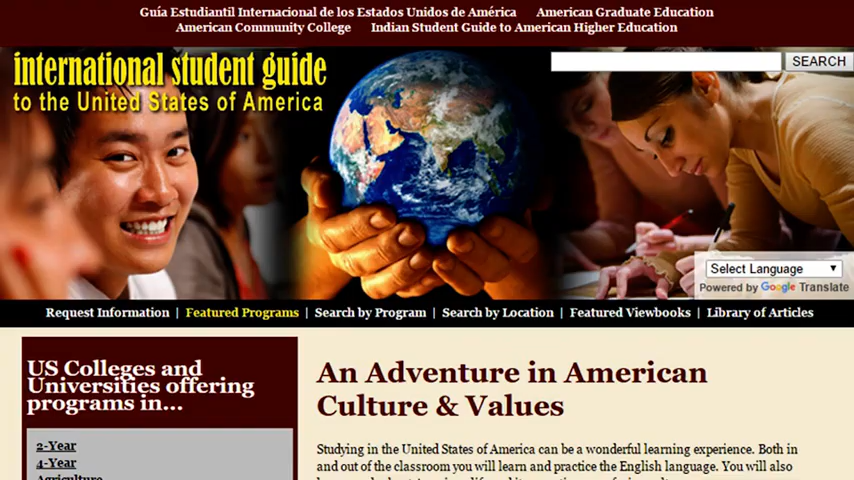 Guía Estudiantil Internacional de los Estados Unidos de América American Graduate Education
American Community College Indian Student Guide to American Higher Education
international student guide
to the United States of America
SEARCH
Select Language
Powered by Google Translate
Request Information | Featured Programs | Search by Program | Search by Location | Featured Viewbooks | Library of Articles
US Colleges and
Universities offering
programs in...
2-Year
4-Year
Agriculture
An Adventure in American
Culture & Values
Studying in the United States of America can be a wonderful learning experience. Both in
and out of the classroom you will learn and practice the English language. You will also